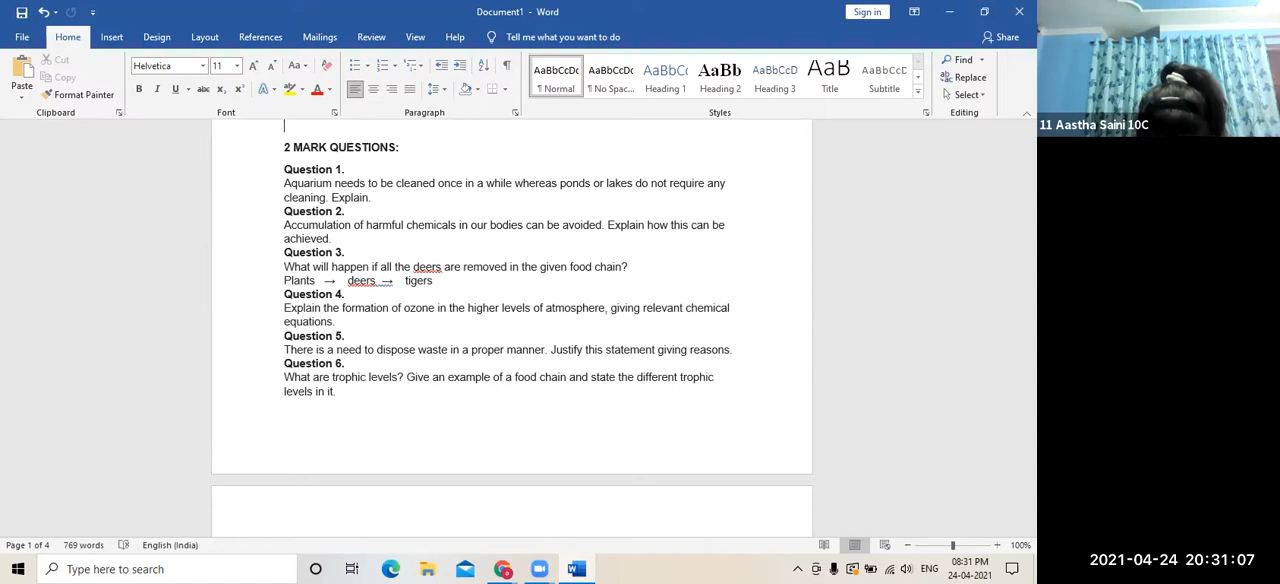 Document1 - Word
Sign in
File Home Insert Design Layout References Mailings Review View Help Tell me what you want to do Share
Paste
Cut
Copy
Format Painter
Clipboard
Helvetica 11
Font
Paragraph
AaBbCcDc AaBbCcDc AaBbCc AaBb AaBbCcD AaB AaBbCcD
¶ Normal ¶ No Spac... Heading 1 Heading 2 Heading 3 Title Subtitle
Styles
Find
Replace
Select
Editing
11 Aastha Saini 10C
2 MARK QUESTIONS:
Question 1.
Aquarium needs to be cleaned once in a while whereas ponds or lakes do not require any
cleaning. Explain.
Question 2.
Accumulation of harmful chemicals in our bodies can be avoided. Explain how this can be
achieved.
Question 3.
What will happen if all the deers are removed in the given food chain?
Plants → deers → tigers
Question 4.
Explain the formation of ozone in the higher levels of atmosphere, giving relevant chemical
equations.
Question 5.
There is a need to dispose waste in a proper manner. Justify this statement giving reasons.
Question 6.
What are trophic levels? Give an example of a food chain and state the different trophic
levels in it.
Page 1 of 4 769 words English (India) 100%
Type here to search
ENG
08:31 PM
24-04-2021
2021-04-24 20:31:07